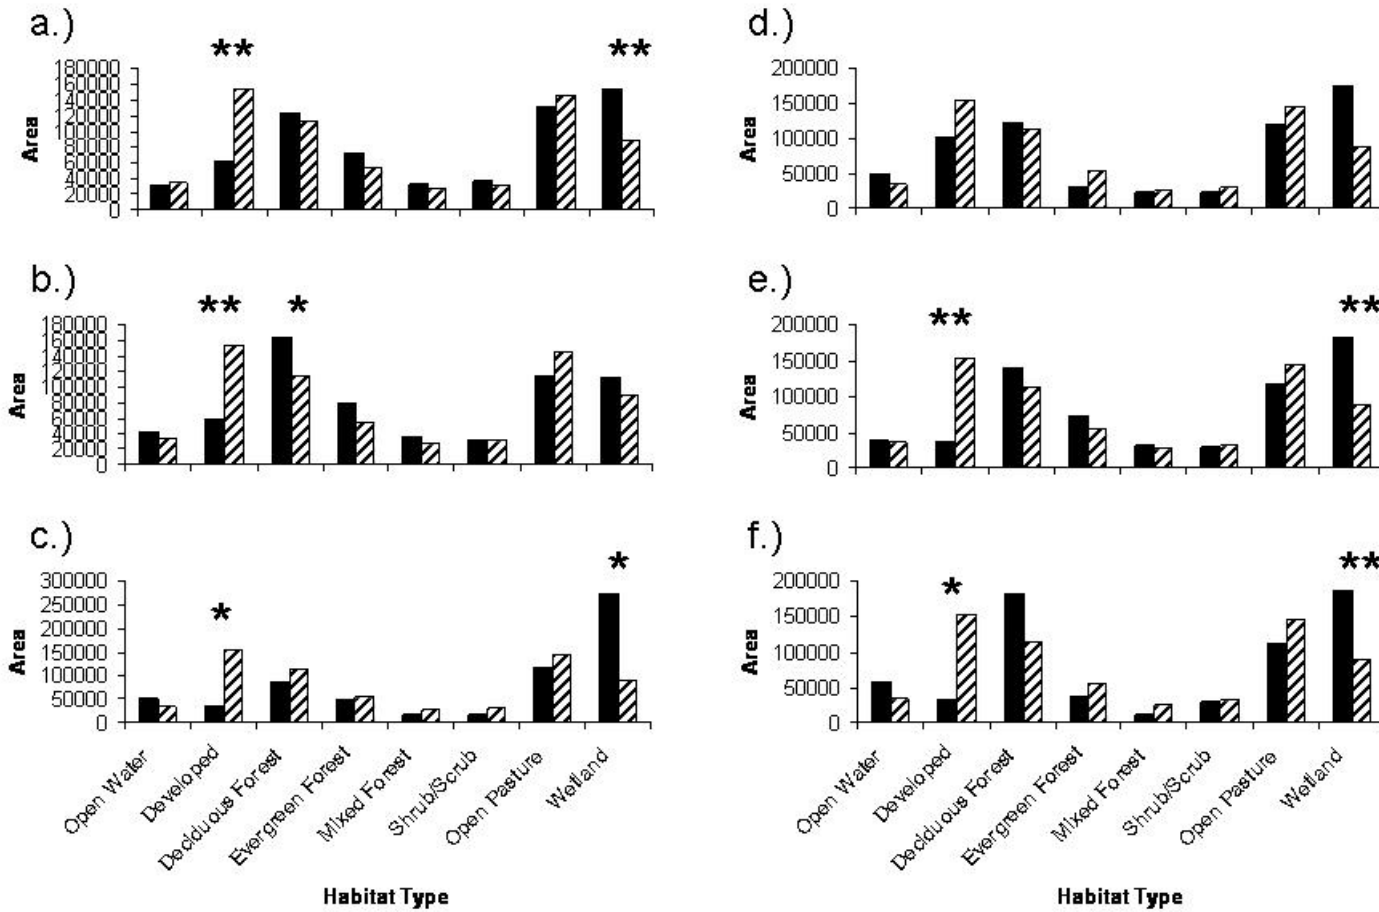 a.)
**
**
180000
160000
140000
120000
100000
80000
60000
40000
20000
0
Area
d.)
200000
150000
100000
50000
0
Area
b.)
**
*
180000
160000
140000
120000
100000
80000
60000
40000
20000
0
Area
e.)
**
**
200000
150000
100000
50000
0
Area
c.)
*
*
300000
250000
200000
150000
100000
50000
0
Area
Open Water
Developed
Deciduous Forest
Evergreen Forest
Mixed Forest
Shrub/Scrub
Open Pasture
Wetland
Habitat Type
f.)
*
**
200000
150000
100000
50000
0
Area
Open Water
Developed
Deciduous Forest
Evergreen Forest
Mixed Forest
Shrub/Scrub
Open Pasture
Wetland
Habitat Type